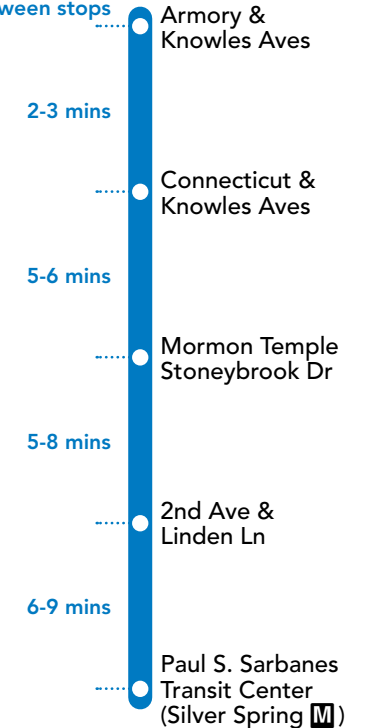 stops
Armory &
Knowles Aves
2-3 mins
Connecticut &
Knowles Aves
5-6 mins
Mormon Temple
Stoneybrook Dr
5-8 mins
2nd Ave &
Linden Ln
6-9 mins
Paul S. Sarbanes
Transit Center
(Silver Spring M)